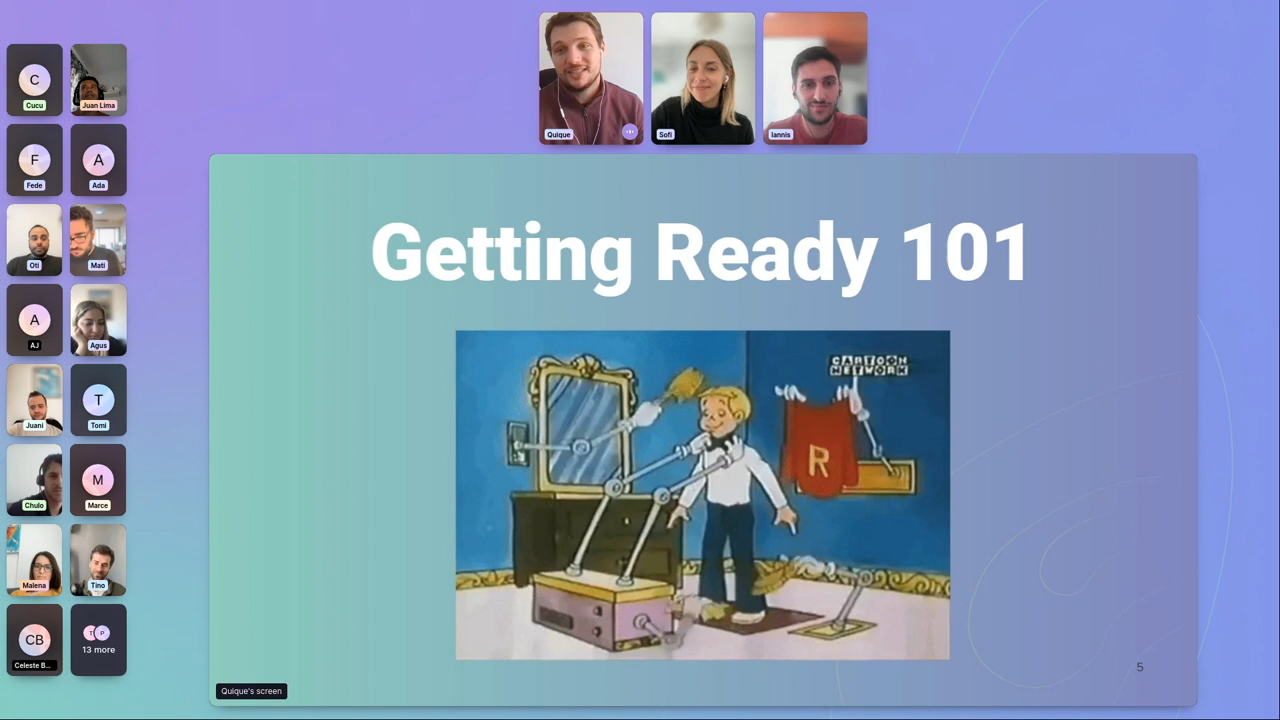 Quique
Sofi
Iannis
C
Cucu
Juan Lima
F
Fede
A
Ada
Oti
Mati
A
AJ
Agus
Juani
T
Tomi
Chulo
M
Marce
Malena
Tino
CB
Celeste B...
T P
13 more
Getting Ready 101
CARTOON
NETWORK
R
5
Quique's screen